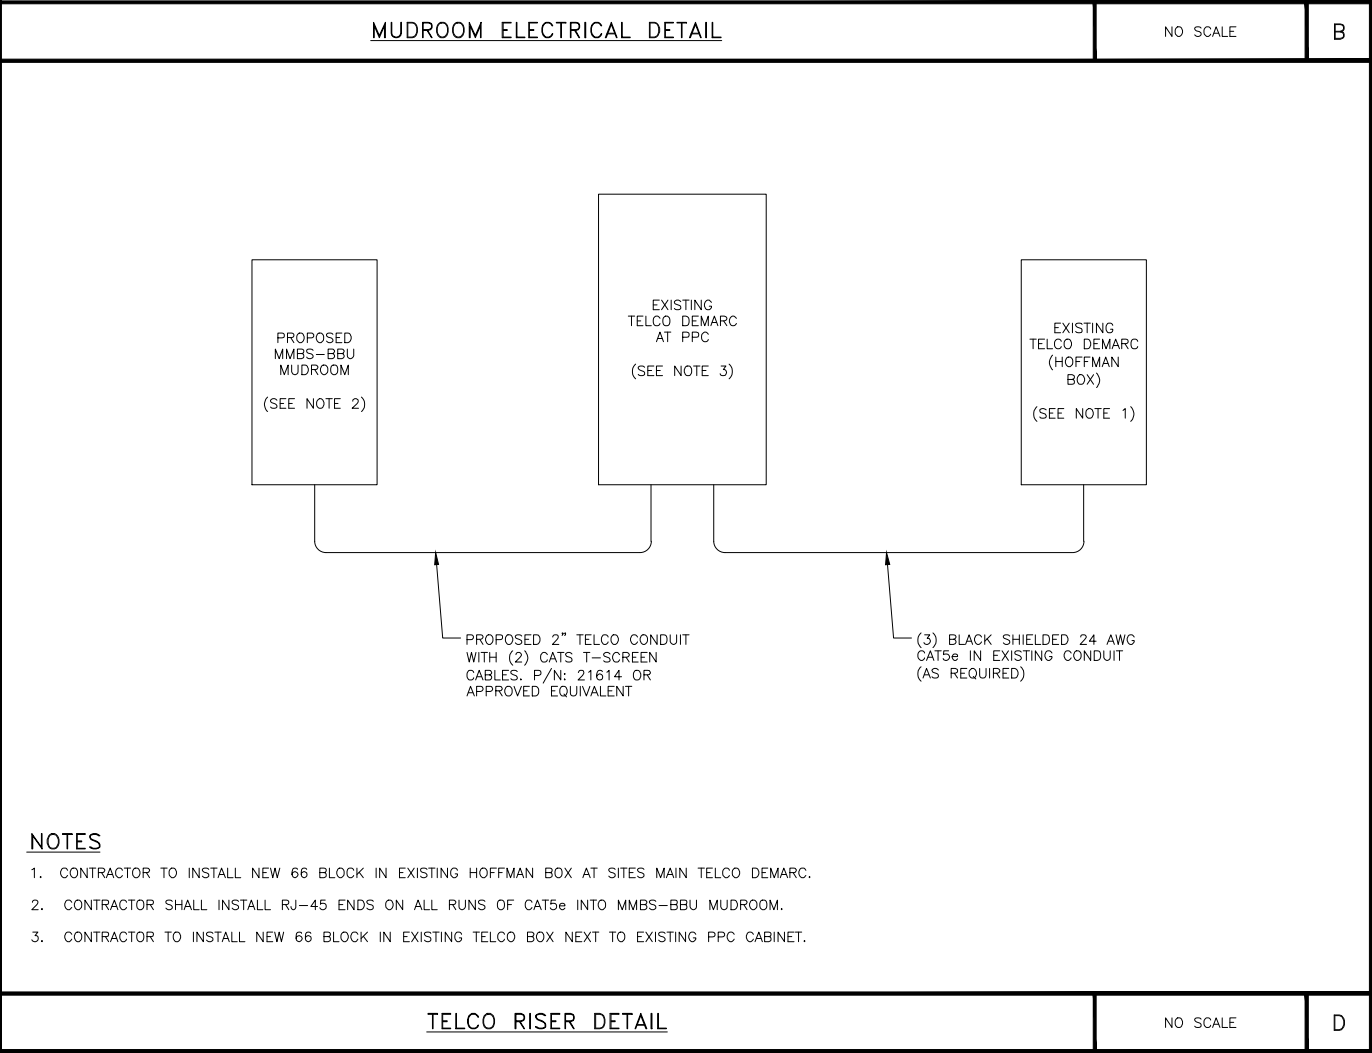 MUDROOM ELECTRICAL DETAIL
NO SCALE
B
PROPOSED
MMBS-BBU
MUDROOM
(SEE NOTE 2)
EXISTING
TELCO DEMARC
AT PPC
(SEE NOTE 3)
EXISTING
TELCO DEMARC
(HOFFMAN
BOX)
(SEE NOTE 1)
PROPOSED 2" TELCO CONDUIT
WITH (2) CAT5 T-SCREEN
CABLES. P/N: 21614 OR
APPROVED EQUIVALENT
(3) BLACK SHIELDED 24 AWG
CAT5e IN EXISTING CONDUIT
(AS REQUIRED)
NOTES
1. CONTRACTOR TO INSTALL NEW 66 BLOCK IN EXISTING HOFFMAN BOX AT SITES MAIN TELCO DEMARC.
2. CONTRACTOR SHALL INSTALL RJ-45 ENDS ON ALL RUNS OF CAT5e INTO MMBS-BBU MUDROOM.
3. CONTRACTOR TO INSTALL NEW 66 BLOCK IN EXISTING TELCO BOX NEXT TO EXISTING PPC CABINET.
TELCO RISER DETAIL
NO SCALE
D